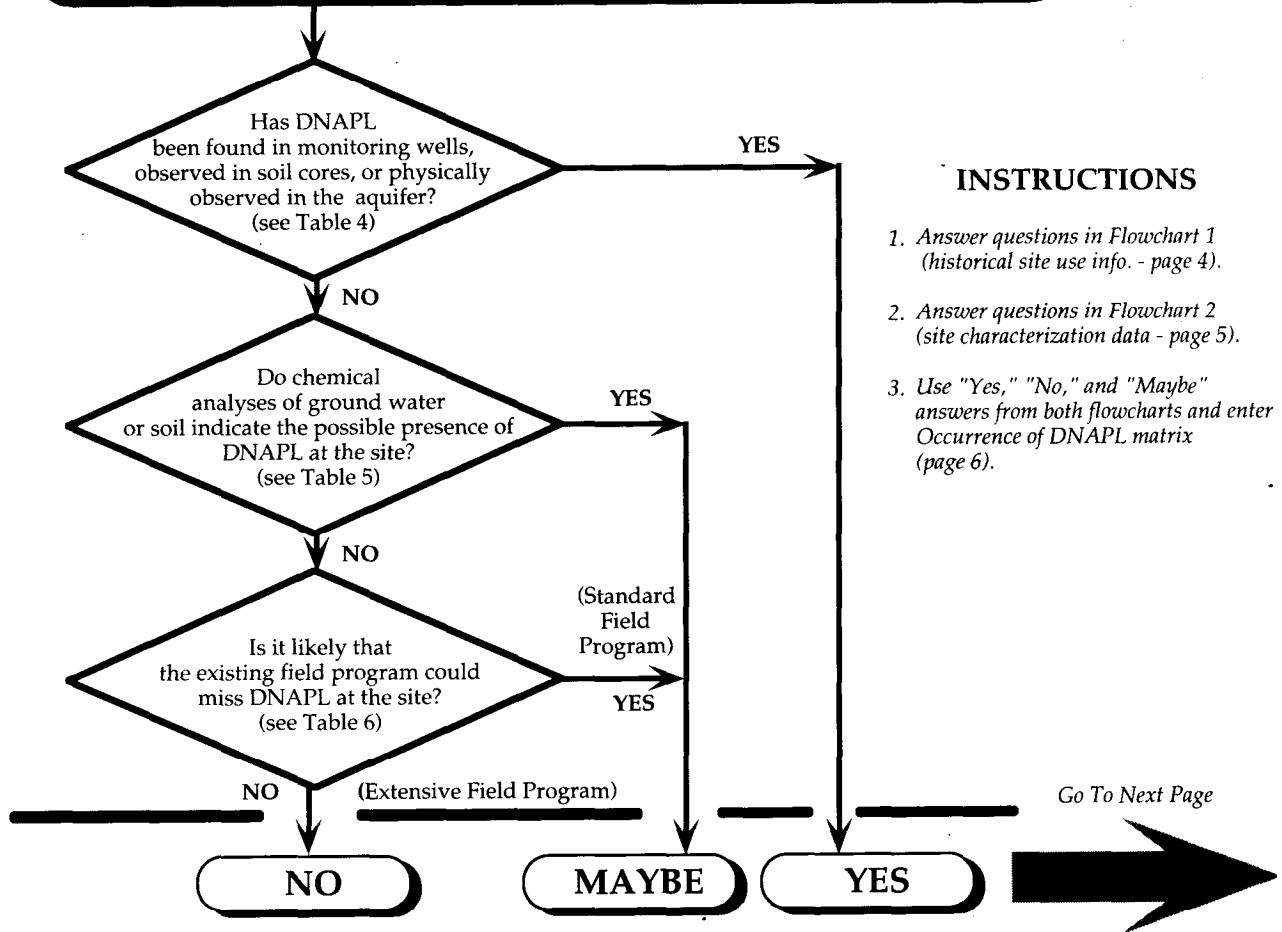 Has DNAPL
been found in monitoring wells,
observed in soil cores, or physically
observed in the aquifer?
(see Table 4)
YES
NO
INSTRUCTIONS
1. Answer questions in Flowchart 1
(historical site use info. - page 4).
2. Answer questions in Flowchart 2
(site characterization data - page 5).
3. Use "Yes," "No," and "Maybe"
answers from both flowcharts and enter
Occurrence of DNAPL matrix
(page 6).
Do chemical
analyses of ground water
or soil indicate the possible presence of
DNAPL at the site?
(see Table 5)
YES
NO
Is it likely that
the existing field program could
miss DNAPL at the site?
(see Table 6)
(Standard
Field
Program)
YES
NO
(Extensive Field Program)
Go To Next Page
NO
MAYBE
YES